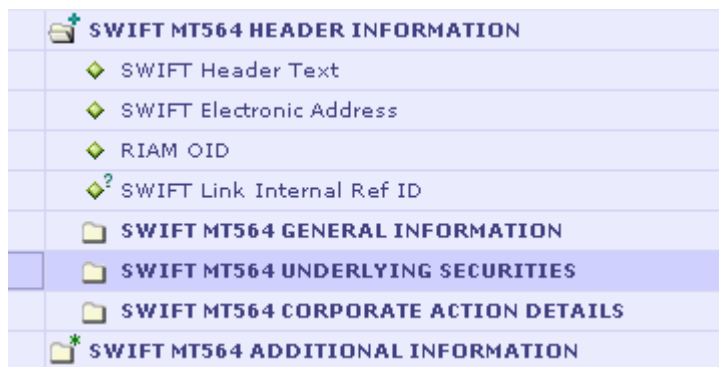 SWIFT MT564 HEADER INFORMATION
SWIFT Header Text
SWIFT Electronic Address
RIAM OID
? SWIFT Link Internal Ref ID
SWIFT MT564 GENERAL INFORMATION
SWIFT MT564 UNDERLYING SECURITIES
SWIFT MT564 CORPORATE ACTION DETAILS
SWIFT MT564 ADDITIONAL INFORMATION